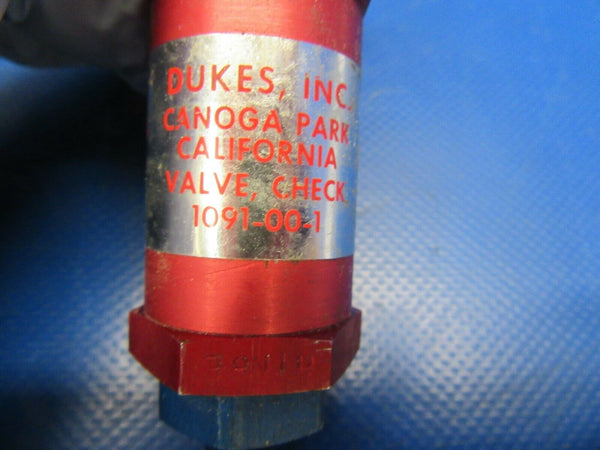 DUKES, INC.
CANOGA PARK
CALIFORNIA
VALVE, CHECK
1091-00-1